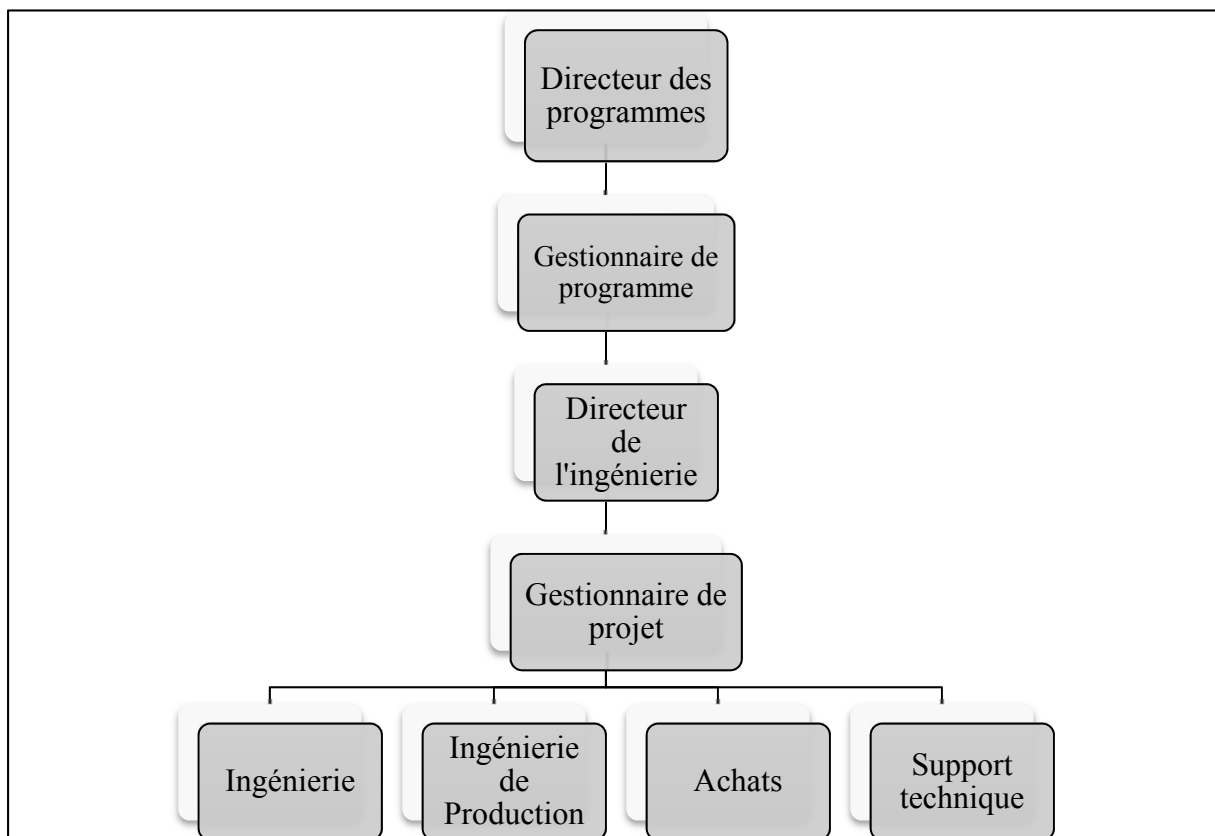 Directeur des
programmes
Gestionnaire de
programme
Directeur
de
l'ingénierie
Gestionnaire de
projet
Ingénierie
Ingénierie
de
Production
Achats
Support
technique